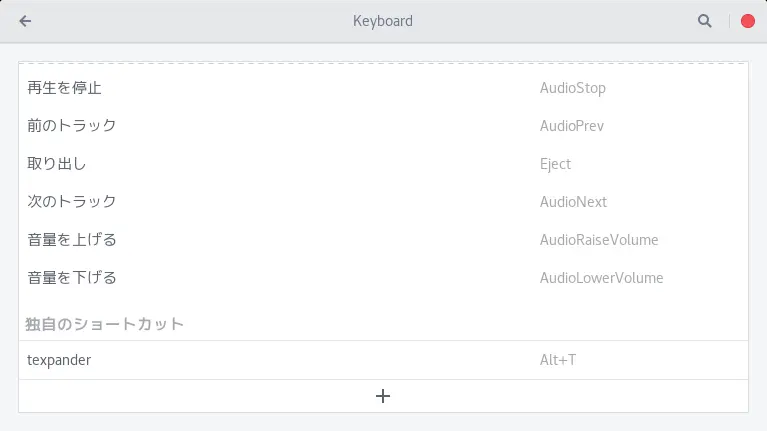 Keyboard
再生を停止 AudioStop
前のトラック AudioPrev
取り出し Eject
次のトラック AudioNext
音量を上げる AudioRaiseVolume
音量を下げる AudioLowerVolume
独自のショートカット
texpander Alt+T